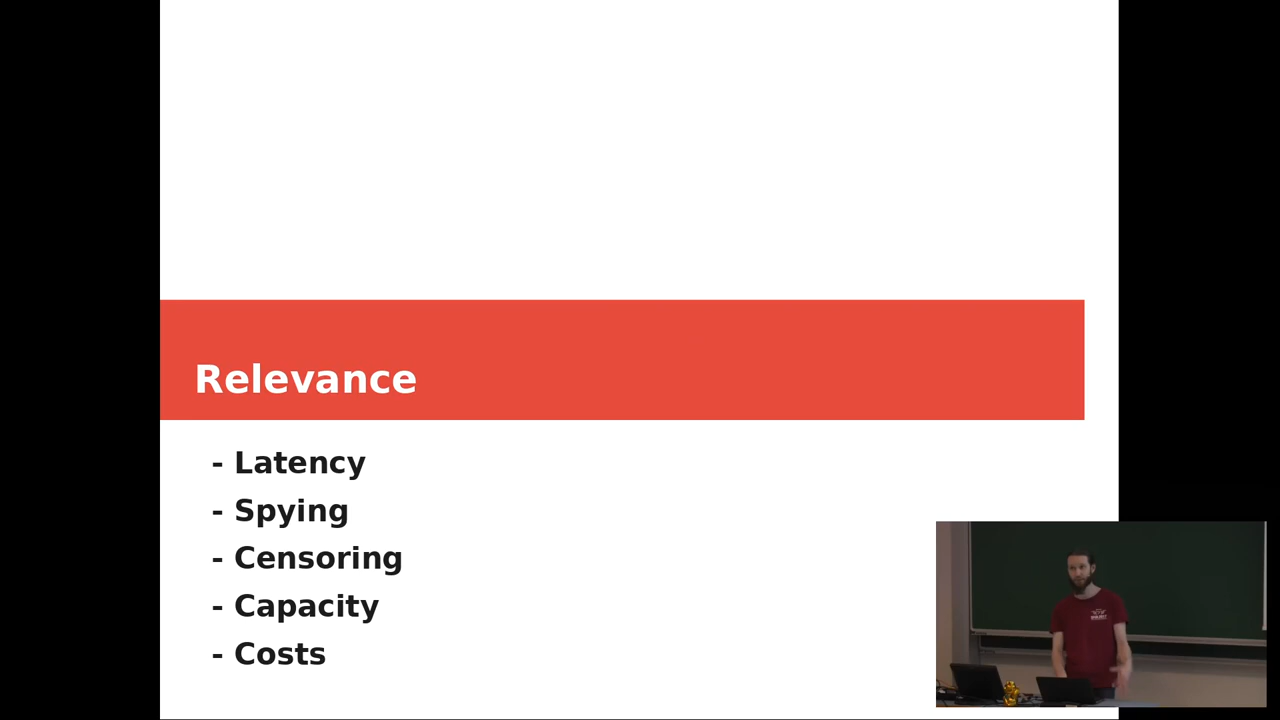 Relevance
- Latency
- Spying
- Censoring
- Capacity
- Costs